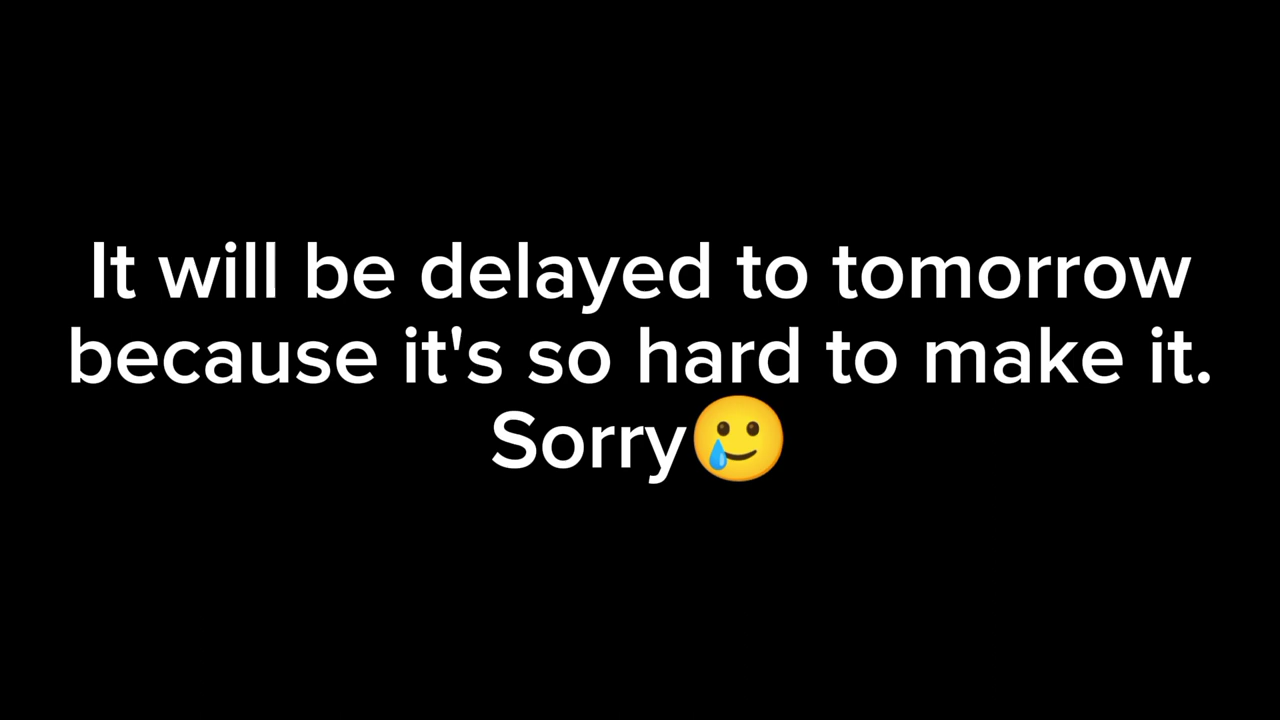 It will be delayed to tomorrow
because it's so hard to make it.
Sorry🥲